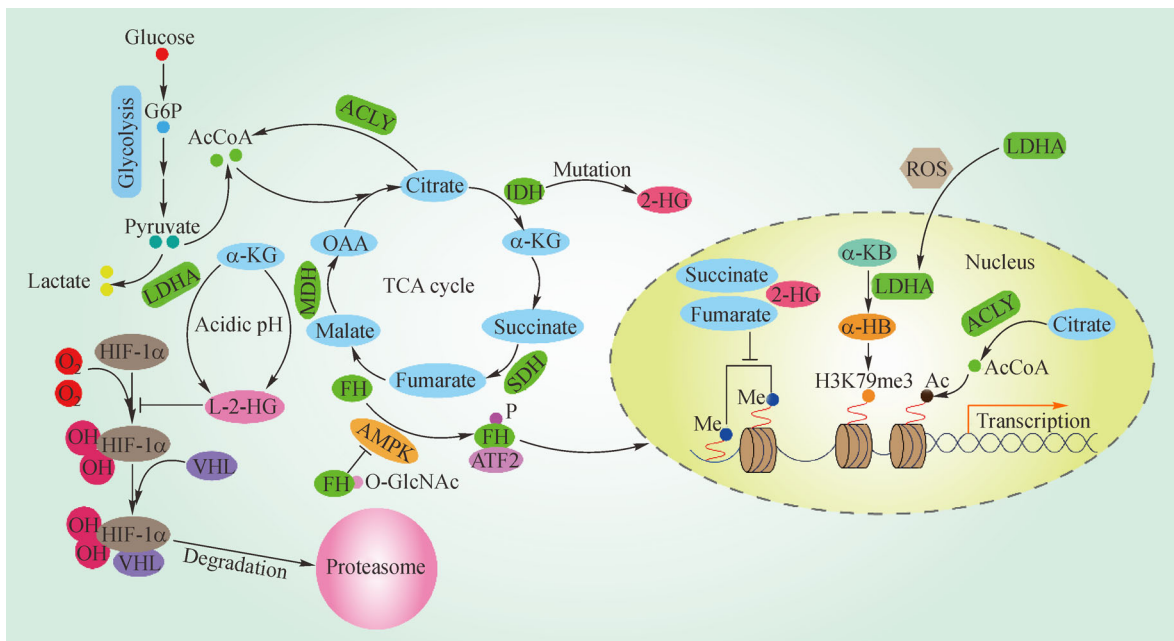 Glucose
Glycolysis
G6P
Pyruvate
Lactate
LDHA
AcCoA
ACLY
Citrate
IDH
Mutation
2-HG
α-KG
Succinate
SDH
Fumarate
FH
Malate
MDH
OAA
TCA cycle
α-KG
Acidic pH
L-2-HG
O2
O2
HIF-1α
OH
OH
HIF-1α
VHL
OH
OH
HIF-1α
VHL
Degradation
Proteasome
AMPK
FH
O-GlcNAc
P
FH
ATF2
ROS
LDHA
Nucleus
Succinate
2-HG
Fumarate
Me
Me
α-KB
LDHA
α-HB
H3K79me3
ACLY
Citrate
AcCoA
Ac
Transcription